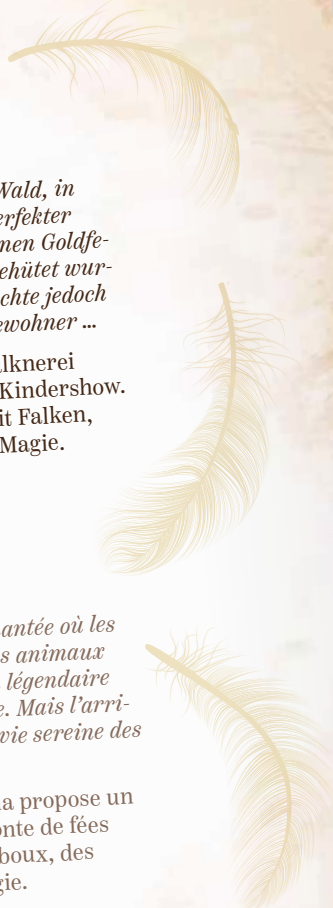 Wald, in
erfekter
nen Goldfe-
ehütet wur-
chte jedoch
ewohner ...
lknerei
Kindershow.
it Falken,
Magie.
antée où les
s animaux
légendaire
e. Mais l'arri-
vie sereine des
a propose un
onte de fées
boux, des
gie.